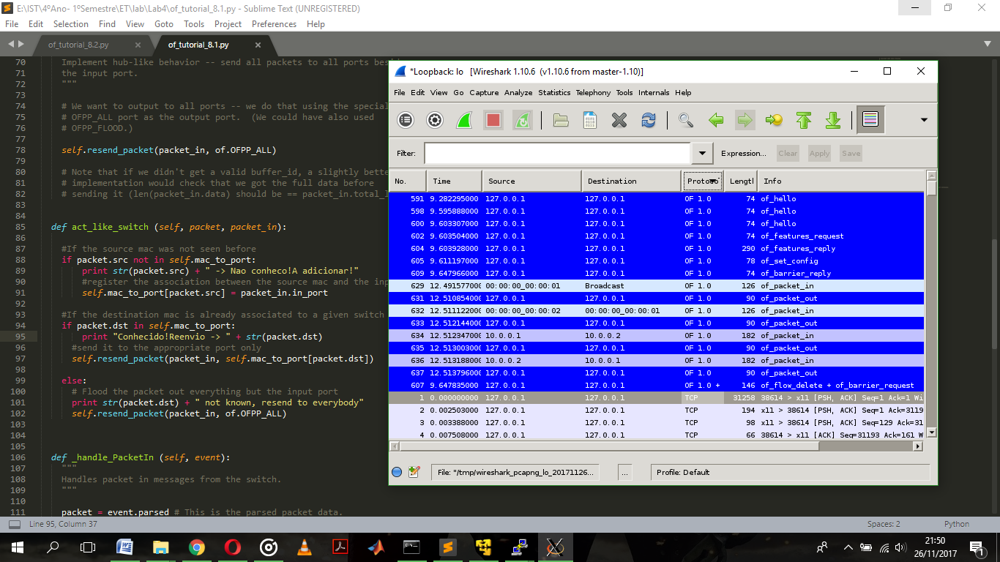 E:\IST\4ºAno- 1ºSemestre\ET\lab\Lab4\of_tutorial_8.1.py - Sublime Text (UNREGISTERED)
File Edit Selection Find View Goto Tools Project Preferences Help
of_tutorial_8.2.py × of_tutorial_8.1.py ×
70 Implement hub-like behavior -- send all packets to all ports
71 the input port.
72 """
73
74 # We want to output to all ports -- we do that using the special
75 # OFPP_ALL port as the output port. (We could have also used
76 # OFPP_FLOOD.)
77
78 self.resend_packet(packet_in, of.OFPP_ALL)
79
80 # Note that if we didn't get a valid buffer_id, a slightly bette
81 # implementation would check that we got the full data before
82 # sending it (len(packet_in.data) should be == packet_in.total_l
83
84
85 def act_like_switch (self, packet, packet_in):
86
87 #If the source mac was not seen before
88 if packet.src not in self.mac_to_port:
89 print str(packet.src) + " -> Nao conheco!A adicionar!"
90 #register the association between the source mac and the inp
91 self.mac_to_port[packet.src] = packet_in.in_port
92
93 #If the destination mac is already associated to a given switch
94 if packet.dst in self.mac_to_port:
95 print "Conhecido!Reenvio -> " + str(packet.dst)
96 #send it to the appropriate port only
97 self.resend_packet(packet_in, self.mac_to_port[packet.dst])
98
99 else:
100 # Flood the packet out everything but the input port
101 print str(packet.dst) + " not known, resend to everybody"
102 self.resend_packet(packet_in, of.OFPP_ALL)
103
104
105
106 def _handle_PacketIn (self, event):
107 """
108 Handles packet in messages from the switch.
109 """
110
111 packet = event.parsed # This is the parsed packet data.
*Loopback: lo [Wireshark 1.10.6 (v1.10.6 from master-1.10)]
File Edit View Go Capture Analyze Statistics Telephony Tools Internals Help
Filter: Expression... Clear Apply Save
No. Time Source Destination Protoco Lengtl Info
591 9.282295000 127.0.0.1 127.0.0.1 OF 1.0 74 of_hello
598 9.595888000 127.0.0.1 127.0.0.1 OF 1.0 74 of_hello
600 9.603307000 127.0.0.1 127.0.0.1 OF 1.0 74 of_hello
602 9.603504000 127.0.0.1 127.0.0.1 OF 1.0 74 of_features_request
604 9.603928000 127.0.0.1 127.0.0.1 OF 1.0 290 of_features_reply
605 9.611197000 127.0.0.1 127.0.0.1 OF 1.0 78 of_set_config
609 9.647966000 127.0.0.1 127.0.0.1 OF 1.0 74 of_barrier_reply
629 12.491577000 00:00:00_00:00:01 Broadcast OF 1.0 126 of_packet_in
631 12.510854000 127.0.0.1 127.0.0.1 OF 1.0 90 of_packet_out
632 12.511122000 00:00:00_00:00:02 00:00:00_00:00:01 OF 1.0 126 of_packet_in
633 12.512144000 127.0.0.1 127.0.0.1 OF 1.0 90 of_packet_out
634 12.512347000 10.0.0.1 10.0.0.2 OF 1.0 182 of_packet_in
635 12.513003000 127.0.0.1 127.0.0.1 OF 1.0 90 of_packet_out
636 12.513188000 10.0.0.2 10.0.0.1 OF 1.0 182 of_packet_in
637 12.513796000 127.0.0.1 127.0.0.1 OF 1.0 90 of_packet_out
607 9.647835000 127.0.0.1 127.0.0.1 OF 1.0 + 146 of_flow_delete + of_barrier_request
1 0.000000000 127.0.0.1 127.0.0.1 TCP 31258 38614 > x11 [PSH, ACK] Seq=1 Ack=1 Wi
2 0.002503000 127.0.0.1 127.0.0.1 TCP 194 x11 > 38614 [PSH, ACK] Seq=1 Ack=3119
3 0.003388000 127.0.0.1 127.0.0.1 TCP 98 x11 > 38614 [PSH, ACK] Seq=129 Ack=31
4 0.007508000 127.0.0.1 127.0.0.1 TCP 66 38614 > x11 [ACK] Seq=31193 Ack=161 W
File: "/tmp/wireshark_pcapng_lo_20171126... ... Profile: Default
Line 95, Column 37 Spaces: 2 Python
21:50
26/11/2017
1